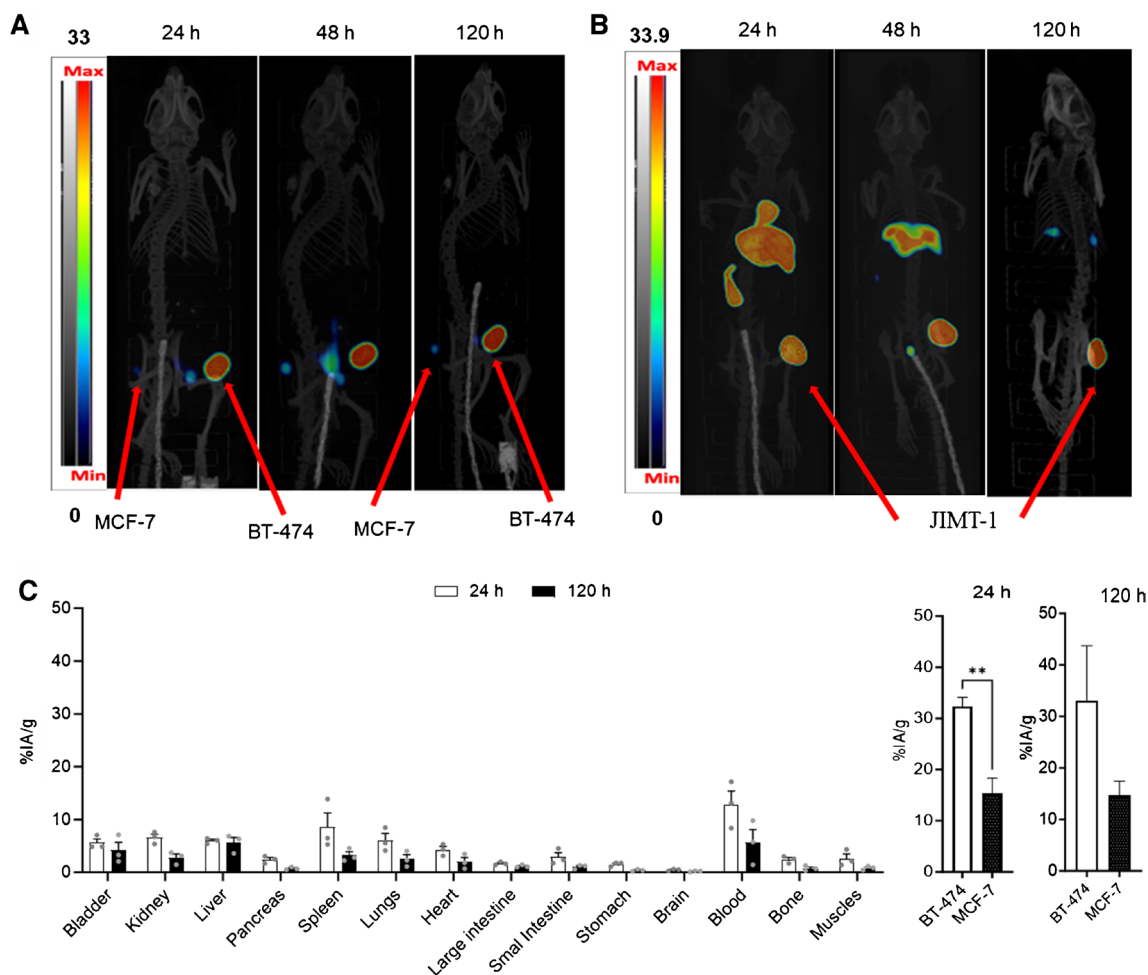 A
33
24 h
48 h
120 h
Max
Min
0
MCF-7
BT-474
MCF-7
BT-474
B
33.9
24 h
48 h
120 h
Max
Min
0
JIMT-1
C
24 h
120 h
50
40
30
20
10
0
%IA/g
Bladder
Kidney
Liver
Pancreas
Spleen
Lungs
Heart
Large intestine
Smal Intestine
Stomach
Brain
Blood
Bone
Muscles
24 h
50
40
30
20
10
0
%IA/g
**
BT-474
MCF-7
120 h
50
40
30
20
10
0
%IA/g
BT-474
MCF-7